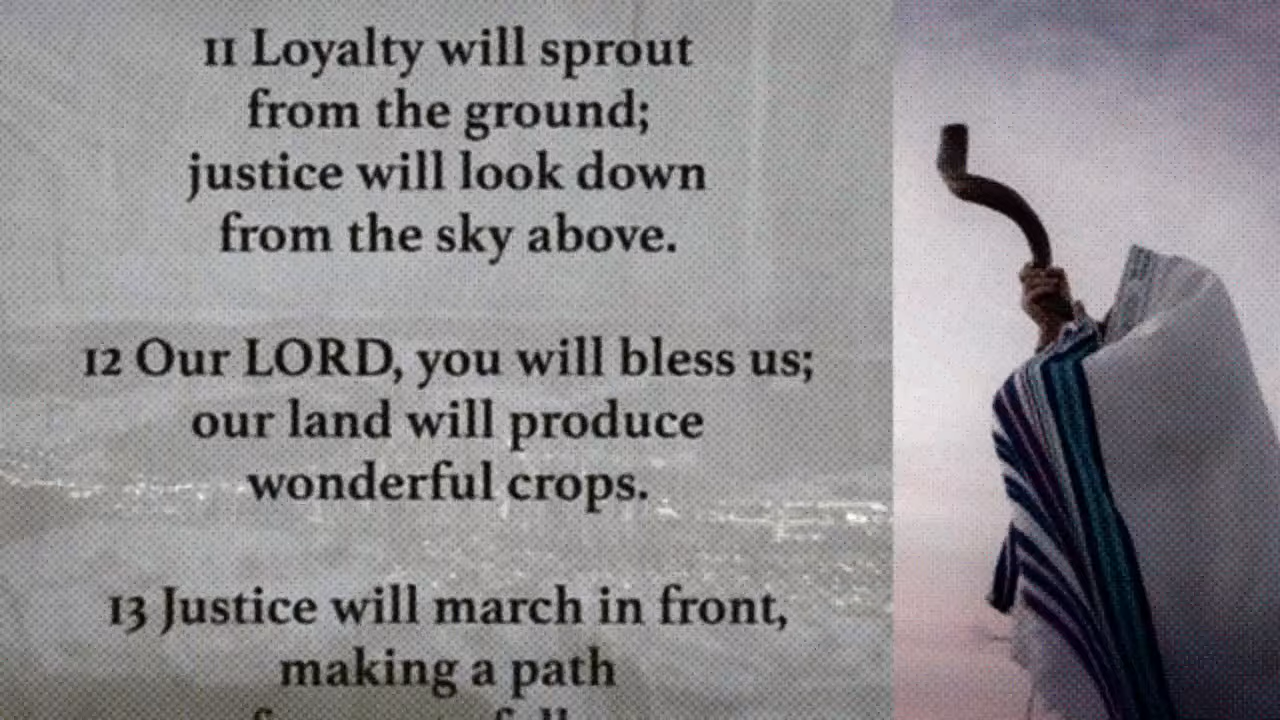 11 Loyalty will sprout
from the ground;
justice will look down
from the sky above.
12 Our LORD, you will bless us;
our land will produce
wonderful crops.
13 Justice will march in front,
making a path